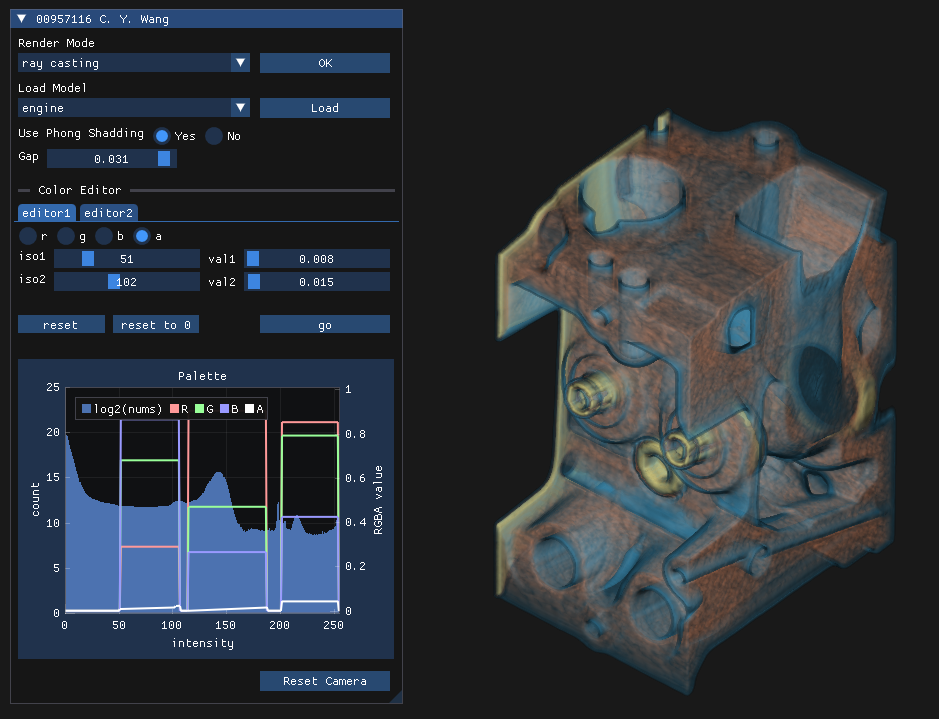 00957116 C. Y. Wang
Render Mode
ray casting OK
Load Model
engine Load
Use Phong Shadding Yes No
Gap 0.031
Color Editor
editor1 editor2
r g b a
iso1 51 val1 0.008
iso2 102 val2 0.015
reset reset to 0 go
Palette
log2(nums) R G B A
25 20 15 10 5 0
count
1 0.8 0.6 0.4 0.2 0
RGBA value
0 50 100 150 200 250
intensity
Reset Camera